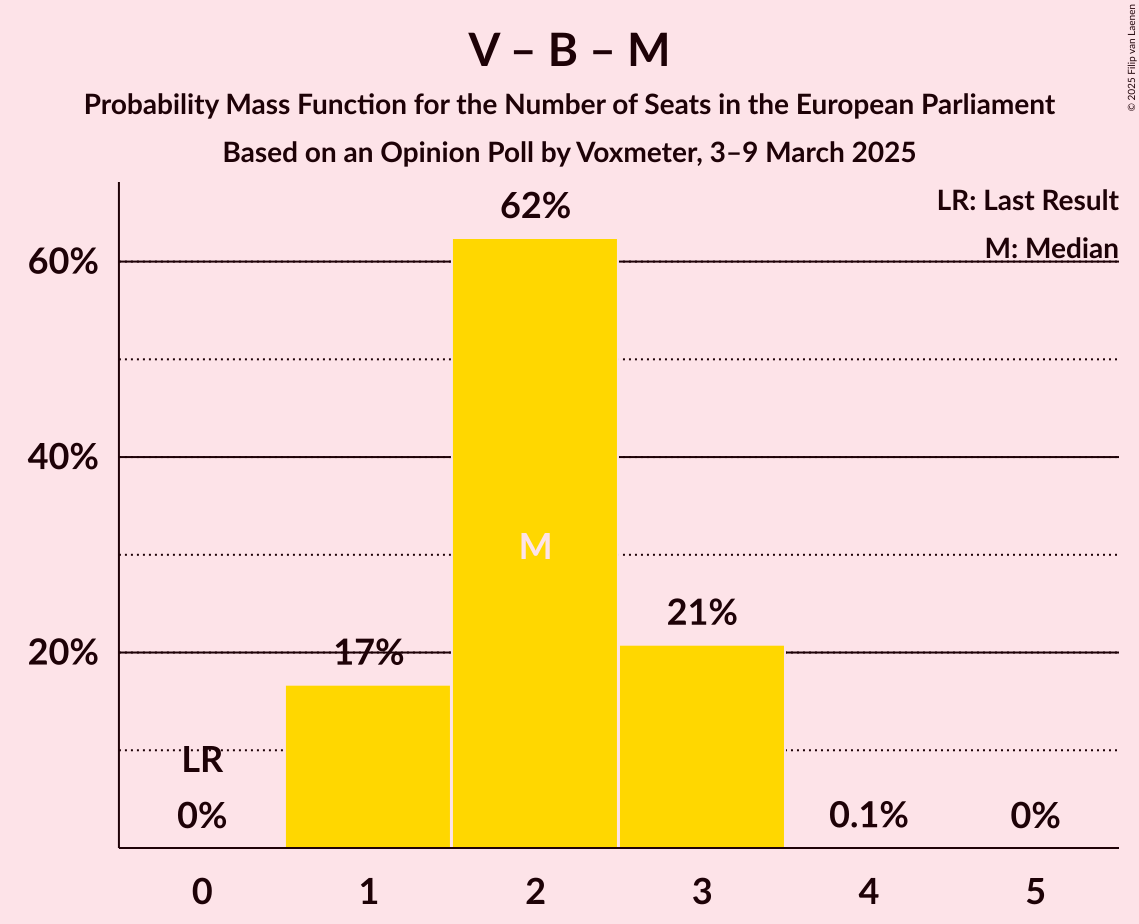 V – B – M
Probability Mass Function for the Number of Seats in the European Parliament
Based on an Opinion Poll by Voxmeter, 3–9 March 2025
© 2025 Filip van Laenen
LR: Last Result
M: Median
62%
60%
40%
M
21%
20%
17%
LR
0%
0.1%
0%
0
1
2
3
4
5